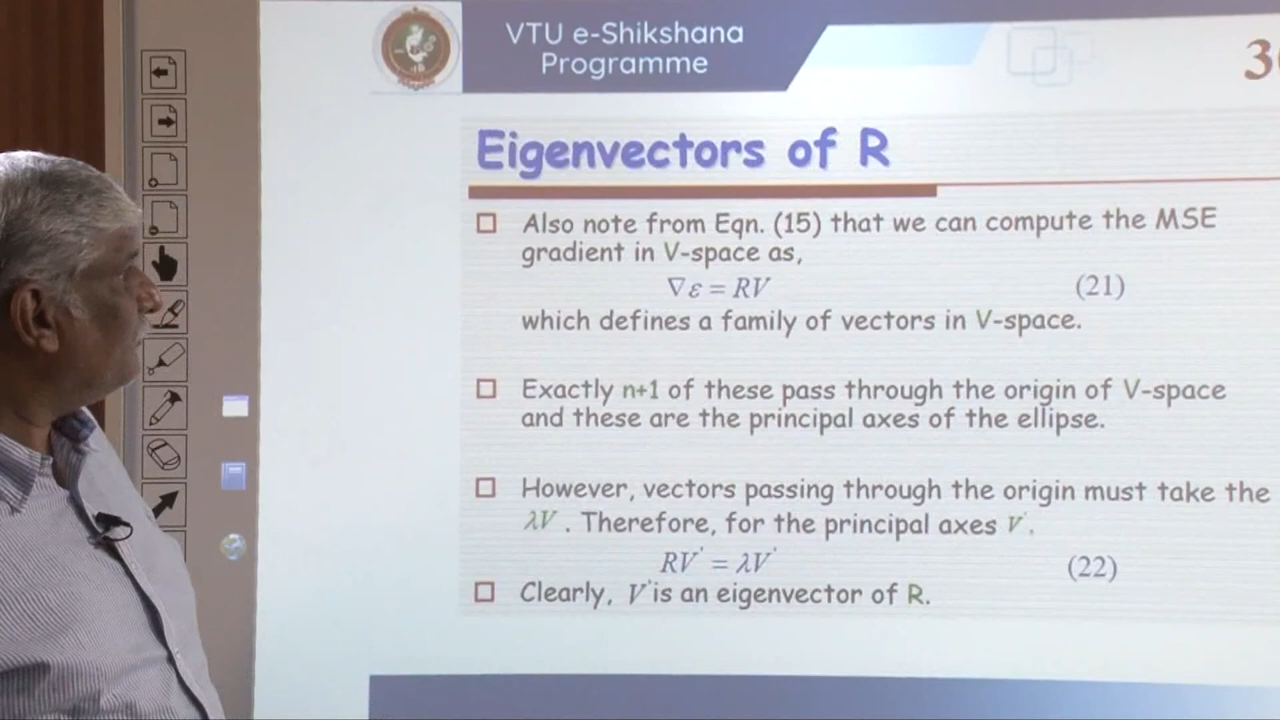 VTU e-Shikshana
Programme
Eigenvectors of R
Also note from Eqn. (15) that we can compute the MSE
gradient in V-space as,
∇ε = RV (21)
which defines a family of vectors in V-space.
Exactly n+1 of these pass through the origin of V-space
and these are the principal axes of the ellipse.
However, vectors passing through the origin must take the
λV . Therefore, for the principal axes V'.
RV' = λV' (22)
Clearly, V' is an eigenvector of R.